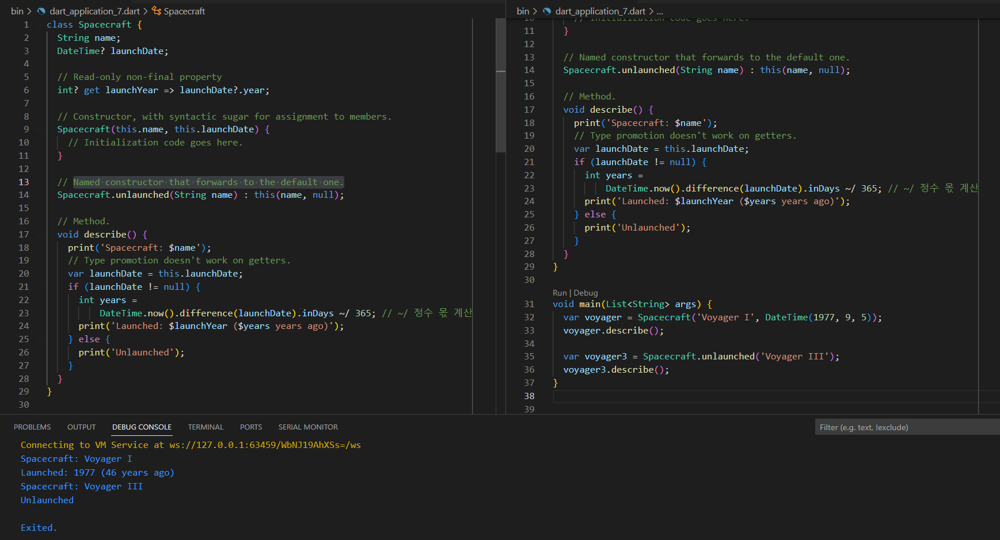 bin > dart_application_7.dart > Spacecraft
1 class Spacecraft {
2 String name;
3 DateTime? launchDate;
4
5 // Read-only non-final property
6 int? get launchYear => launchDate?.year;
7
8 // Constructor, with syntactic sugar for assignment to members.
9 Spacecraft(this.name, this.launchDate) {
10 // Initialization code goes here.
11 }
12
13 // Named constructor that forwards to the default one.
14 Spacecraft.unlaunched(String name) : this(name, null);
15
16 // Method.
17 void describe() {
18 print('Spacecraft: $name');
19 // Type promotion doesn't work on getters.
20 var launchDate = this.launchDate;
21 if (launchDate != null) {
22 int years =
23 DateTime.now().difference(launchDate).inDays ~/ 365; // ~/ 정수 몫 계산
24 print('Launched: $launchYear ($years years ago)');
25 } else {
26 print('Unlaunched');
27 }
28 }
29 }
30
bin > dart_application_7.dart > ...
10 // Initialization code goes here.
11 }
12
13 // Named constructor that forwards to the default one.
14 Spacecraft.unlaunched(String name) : this(name, null);
15
16 // Method.
17 void describe() {
18 print('Spacecraft: $name');
19 // Type promotion doesn't work on getters.
20 var launchDate = this.launchDate;
21 if (launchDate != null) {
22 int years =
23 DateTime.now().difference(launchDate).inDays ~/ 365; // ~/ 정수 몫 계산
24 print('Launched: $launchYear ($years years ago)');
25 } else {
26 print('Unlaunched');
27 }
28 }
29 }
30
Run | Debug
31 void main(List<String> args) {
32 var voyager = Spacecraft('Voyager I', DateTime(1977, 9, 5));
33 voyager.describe();
34
35 var voyager3 = Spacecraft.unlaunched('Voyager III');
36 voyager3.describe();
37 }
38
39
PROBLEMS OUTPUT DEBUG CONSOLE TERMINAL PORTS SERIAL MONITOR
Filter (e.g. text, !exclude)
Connecting to VM Service at ws://127.0.0.1:63459/WbNJ19AhXSs=/ws
Spacecraft: Voyager I
Launched: 1977 (46 years ago)
Spacecraft: Voyager III
Unlaunched
Exited.